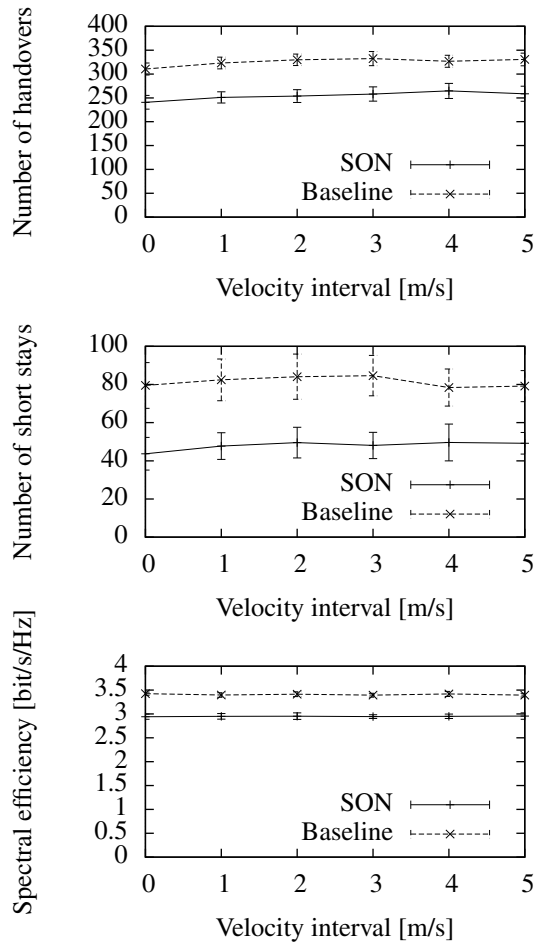 Number of handovers
400
350
300
250
200
150
100
50
0
SON
Baseline
0 1 2 3 4 5
Velocity interval [m/s]
Number of short stays
100
80
60
40
20
0
SON
Baseline
0 1 2 3 4 5
Velocity interval [m/s]
Spectral efficiency [bit/s/Hz]
4
3.5
3
2.5
2
1.5
1
0.5
0
SON
Baseline
0 1 2 3 4 5
Velocity interval [m/s]